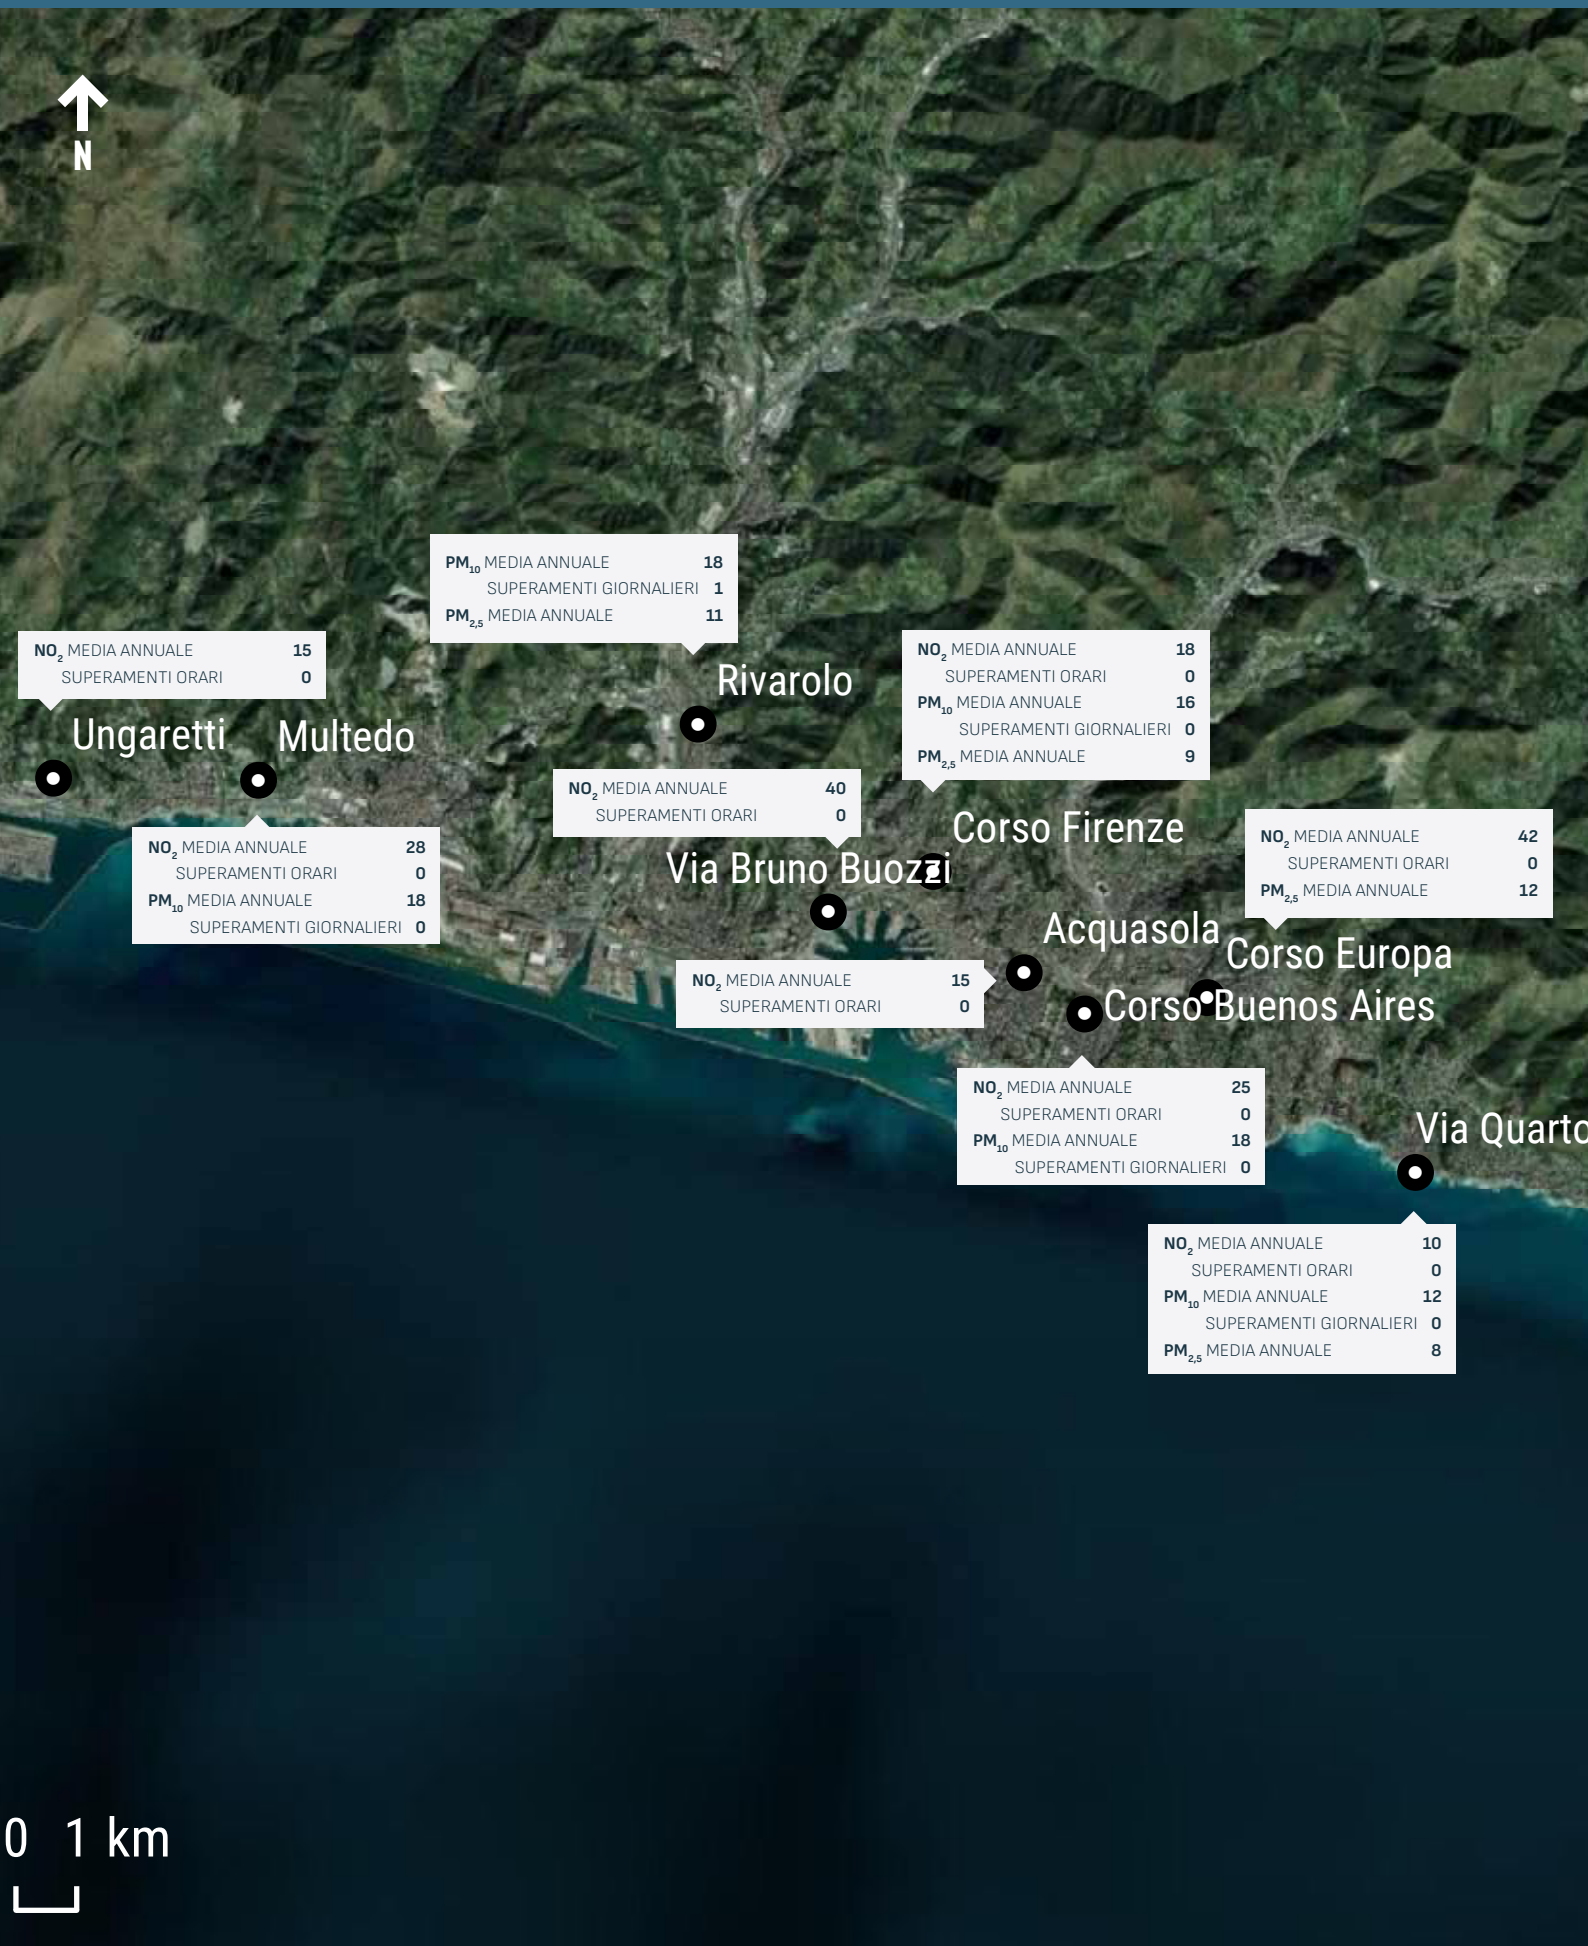 N
PM10 MEDIA ANNUALE 18
SUPERAMENTI GIORNALIERI 1
PM2,5 MEDIA ANNUALE 11
Rivarolo
NO2 MEDIA ANNUALE 15
SUPERAMENTI ORARI 0
Ungaretti
Multedo
NO2 MEDIA ANNUALE 28
SUPERAMENTI ORARI 0
PM10 MEDIA ANNUALE 18
SUPERAMENTI GIORNALIERI 0
NO2 MEDIA ANNUALE 18
SUPERAMENTI ORARI 0
PM10 MEDIA ANNUALE 16
SUPERAMENTI GIORNALIERI 0
PM2,5 MEDIA ANNUALE 9
Corso Firenze
NO2 MEDIA ANNUALE 40
SUPERAMENTI ORARI 0
Via Bruno Buozzi
NO2 MEDIA ANNUALE 42
SUPERAMENTI ORARI 0
PM2,5 MEDIA ANNUALE 12
Corso Europa
Acquasola
NO2 MEDIA ANNUALE 15
SUPERAMENTI ORARI 0
Corso Buenos Aires
NO2 MEDIA ANNUALE 25
SUPERAMENTI ORARI 0
PM10 MEDIA ANNUALE 18
SUPERAMENTI GIORNALIERI 0
Via Quarto
NO2 MEDIA ANNUALE 10
SUPERAMENTI ORARI 0
PM10 MEDIA ANNUALE 12
SUPERAMENTI GIORNALIERI 0
PM2,5 MEDIA ANNUALE 8
0 1 km